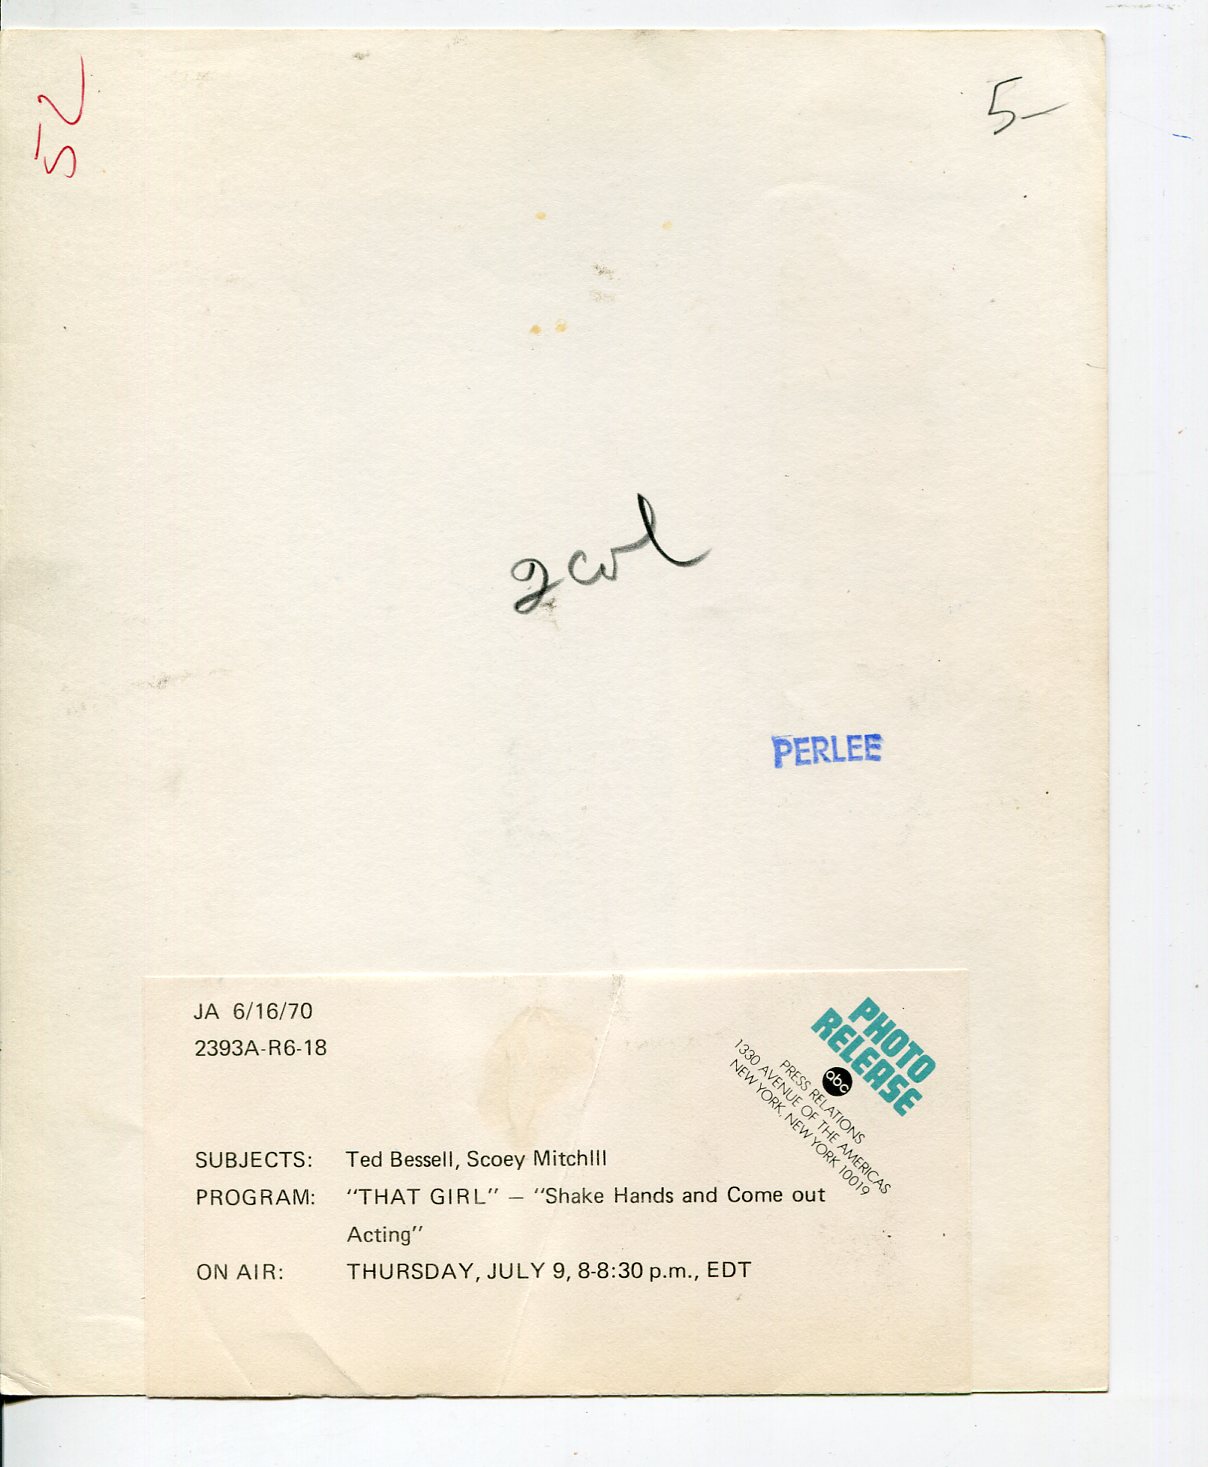 52
5-
2 col
PERLEE
JA 6/16/70
2393A-R6-18
PHOTO
RELEASE
abc
PRESS RELATIONS
1330 AVENUE OF THE AMERICAS
NEW YORK, NEW YORK 10019
SUBJECTS: Ted Bessell, Scoey MitchIII
PROGRAM: "THAT GIRL" — "Shake Hands and Come out
Acting"
ON AIR: THURSDAY, JULY 9, 8-8:30 p.m., EDT